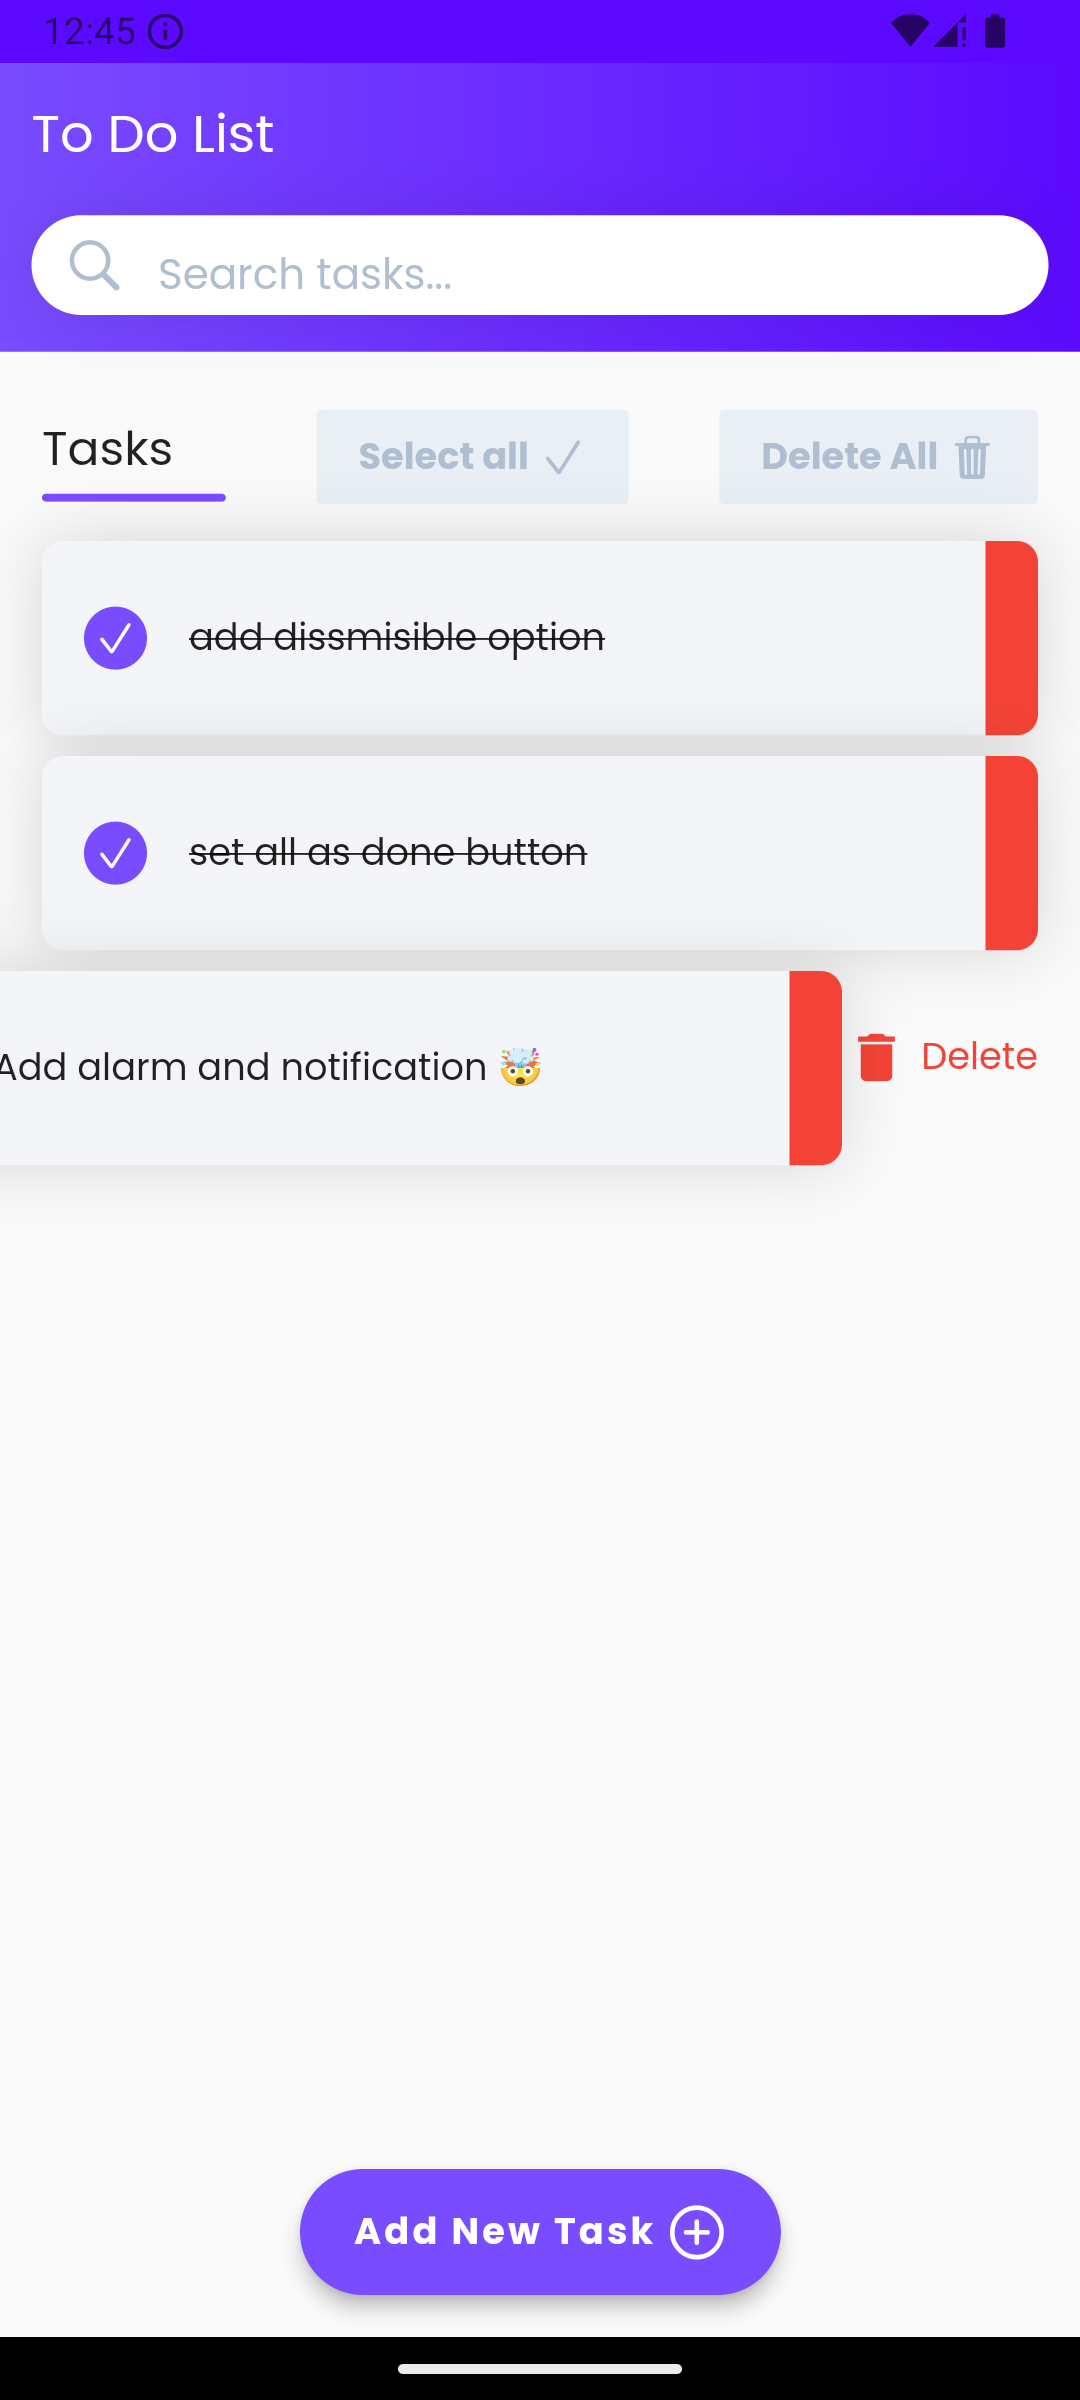 12:45
To Do List
Search tasks...
Tasks
Select all
Delete All
add dissmisible option
set all as done button
Add alarm and notification 🤯
Delete
Add New Task